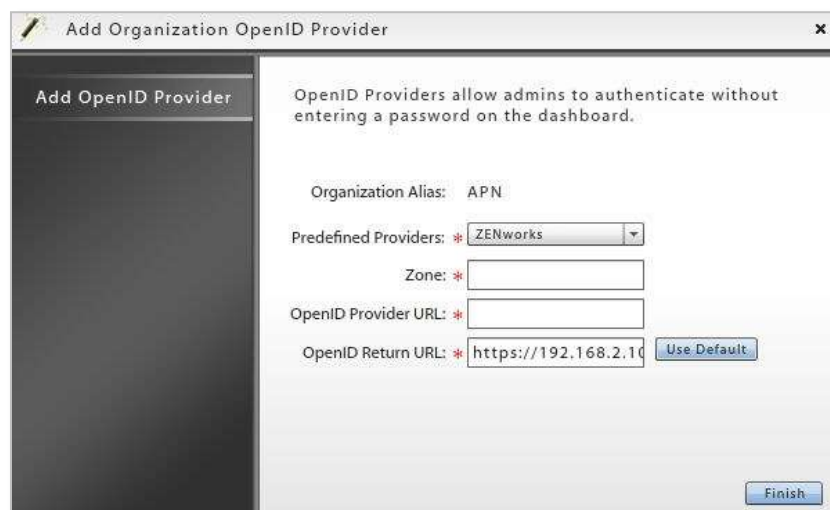 Add Organization OpenID Provider
Add OpenID Provider
OpenID Providers allow admins to authenticate without
entering a password on the dashboard.
Organization Alias: APN
Predefined Providers: * ZENworks
Zone: *
OpenID Provider URL: *
OpenID Return URL: * https://192.168.2.10 Use Default
Finish